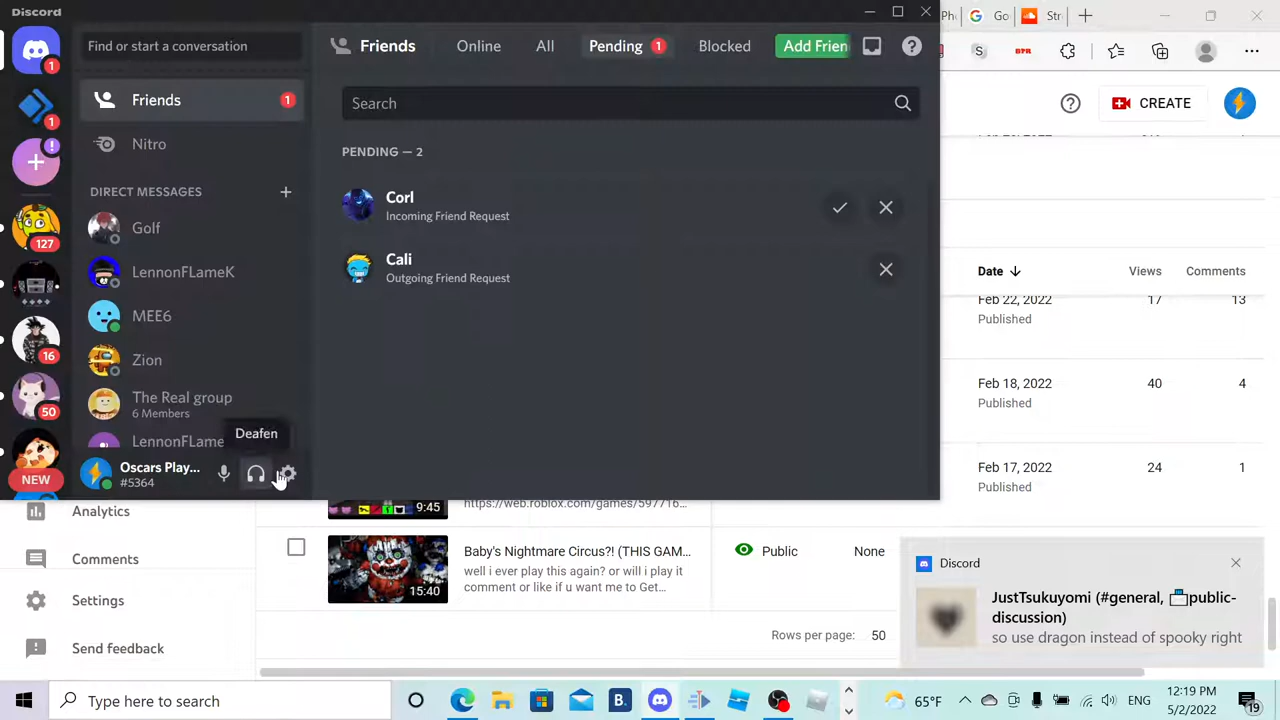 Discord
Find or start a conversation
Friends
Online
All
Pending
1
Blocked
Add Frien
Friends
1
Nitro
DIRECT MESSAGES
Golf
LennonFLameK
MEE6
Zion
The Real group
6 Members
LennonFLame
Deafen
Oscars Play...
#5364
1
1
127
16
50
NEW
Search
PENDING — 2
Corl
Incoming Friend Request
Cali
Outgoing Friend Request
Go
Str
S
BPR
CREATE
Date
Views
Comments
Feb 22, 2022
17
13
Published
Feb 18, 2022
40
4
Published
Feb 17, 2022
24
1
Published
Analytics
Comments
Settings
Send feedback
9:45
https://web.roblox.com/games/597716...
15:40
Baby's Nightmare Circus?! (THIS GAM...
well i ever play this again? or will i play it
comment or like if u want me to Get...
Public
None
Rows per page:
50
Discord
JustTsukuyomi (#general, public-
discussion)
so use dragon instead of spooky right
Type here to search
B.
65°F
ENG
12:19 PM
5/2/2022
19